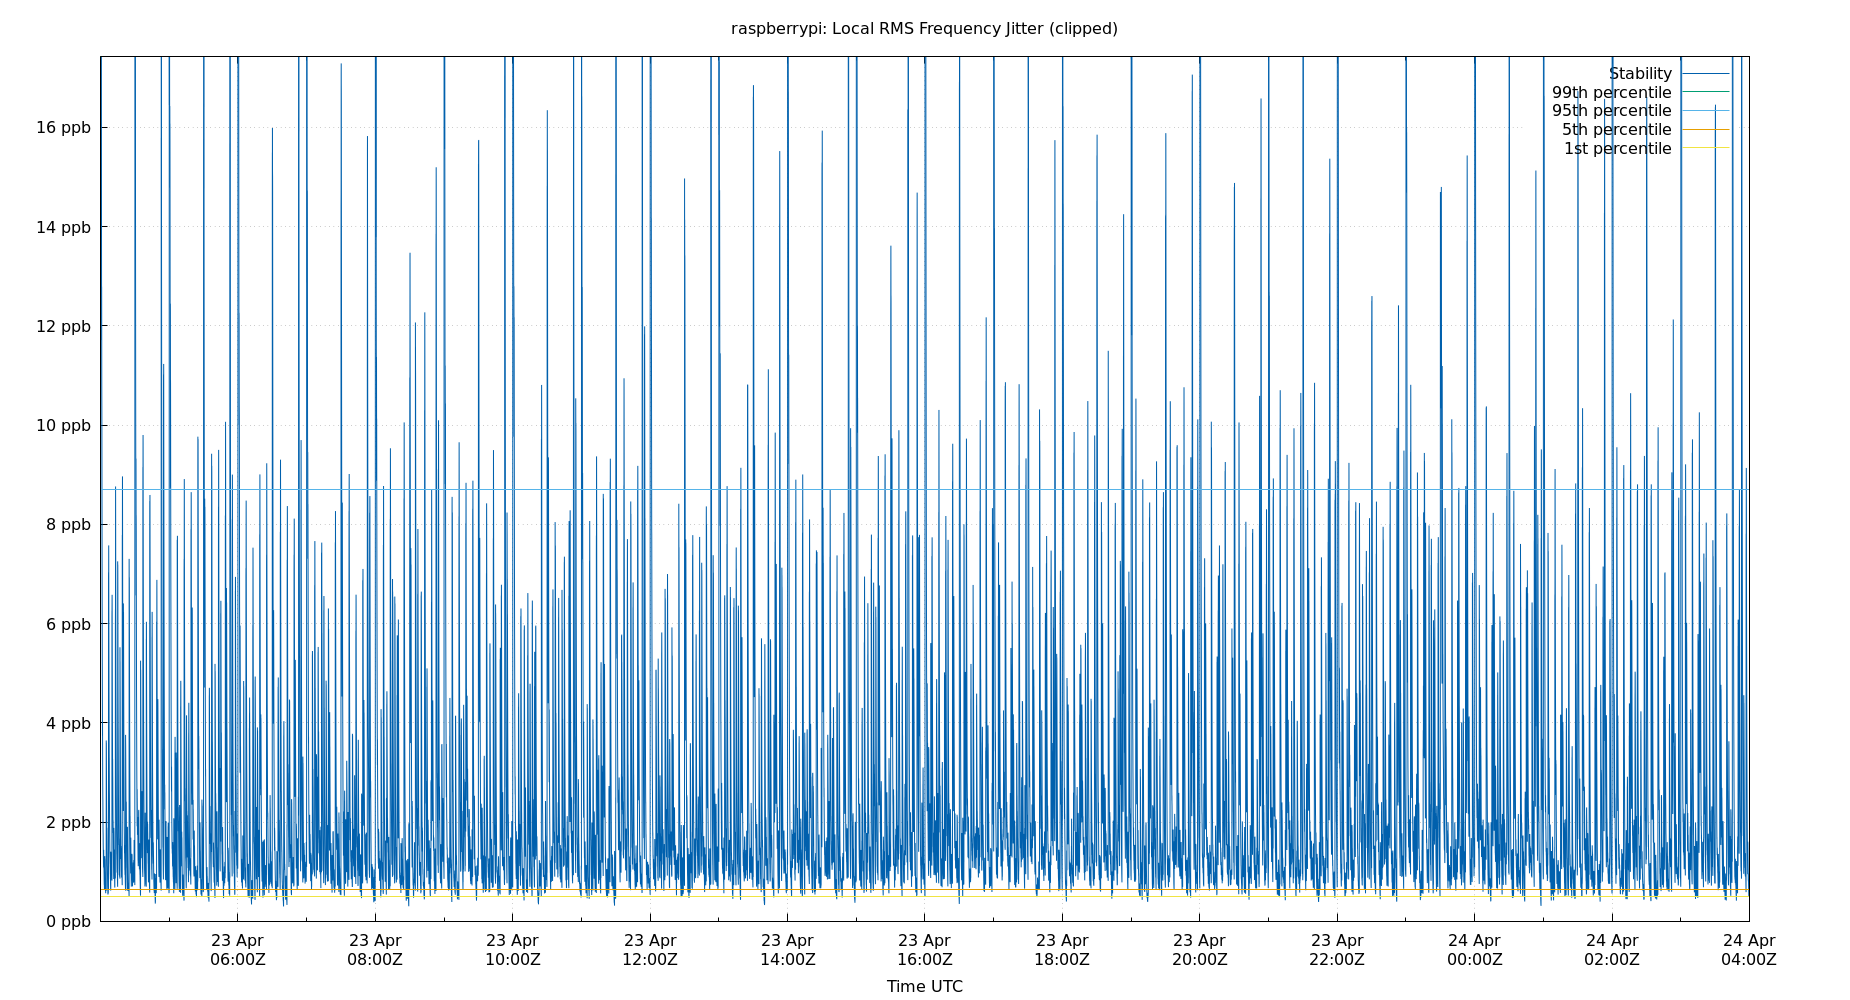 raspberrypi: Local RMS Frequency Jitter (clipped)
Stability
99th percentile
95th percentile
5th percentile
1st percentile
16 ppb
14 ppb
12 ppb
10 ppb
8 ppb
6 ppb
4 ppb
2 ppb
0 ppb
23 Apr 23 Apr 23 Apr 23 Apr 23 Apr 23 Apr 23 Apr 23 Apr 23 Apr 24 Apr 24 Apr 24 Apr
06:00Z 08:00Z 10:00Z 12:00Z 14:00Z 16:00Z 18:00Z 20:00Z 22:00Z 00:00Z 02:00Z 04:00Z
Time UTC